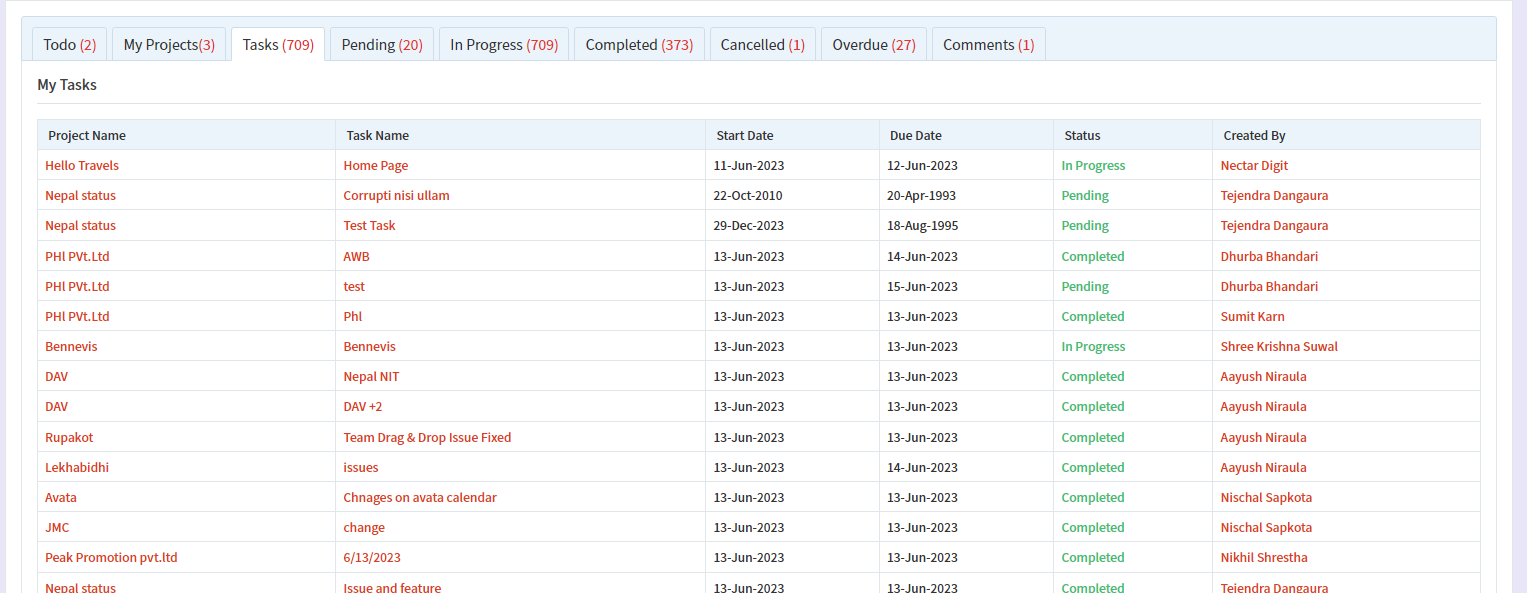 Todo (2) My Projects(3) Tasks (709) Pending (20) In Progress (709) Completed (373) Cancelled (1) Overdue (27) Comments (1)
My Tasks
Project Name Task Name Start Date Due Date Status Created By
Hello Travels Home Page 11-Jun-2023 12-Jun-2023 In Progress Nectar Digit
Nepal status Corrupti nisi ullam 22-Oct-2010 20-Apr-1993 Pending Tejendra Dangaura
Nepal status Test Task 29-Dec-2023 18-Aug-1995 Pending Tejendra Dangaura
PHl PVt.Ltd AWB 13-Jun-2023 14-Jun-2023 Completed Dhurba Bhandari
PHl PVt.Ltd test 13-Jun-2023 15-Jun-2023 Pending Dhurba Bhandari
PHl PVt.Ltd Phl 13-Jun-2023 13-Jun-2023 Completed Sumit Karn
Bennevis Bennevis 13-Jun-2023 13-Jun-2023 In Progress Shree Krishna Suwal
DAV Nepal NIT 13-Jun-2023 13-Jun-2023 Completed Aayush Niraula
DAV DAV +2 13-Jun-2023 13-Jun-2023 Completed Aayush Niraula
Rupakot Team Drag & Drop Issue Fixed 13-Jun-2023 13-Jun-2023 Completed Aayush Niraula
Lekhabidhi issues 13-Jun-2023 14-Jun-2023 Completed Aayush Niraula
Avata Chnages on avata calendar 13-Jun-2023 13-Jun-2023 Completed Nischal Sapkota
JMC change 13-Jun-2023 13-Jun-2023 Completed Nischal Sapkota
Peak Promotion pvt.ltd 6/13/2023 13-Jun-2023 13-Jun-2023 Completed Nikhil Shrestha
Nepal status Issue and feature 13-Jun-2023 13-Jun-2023 Completed Tejendra Dangaura